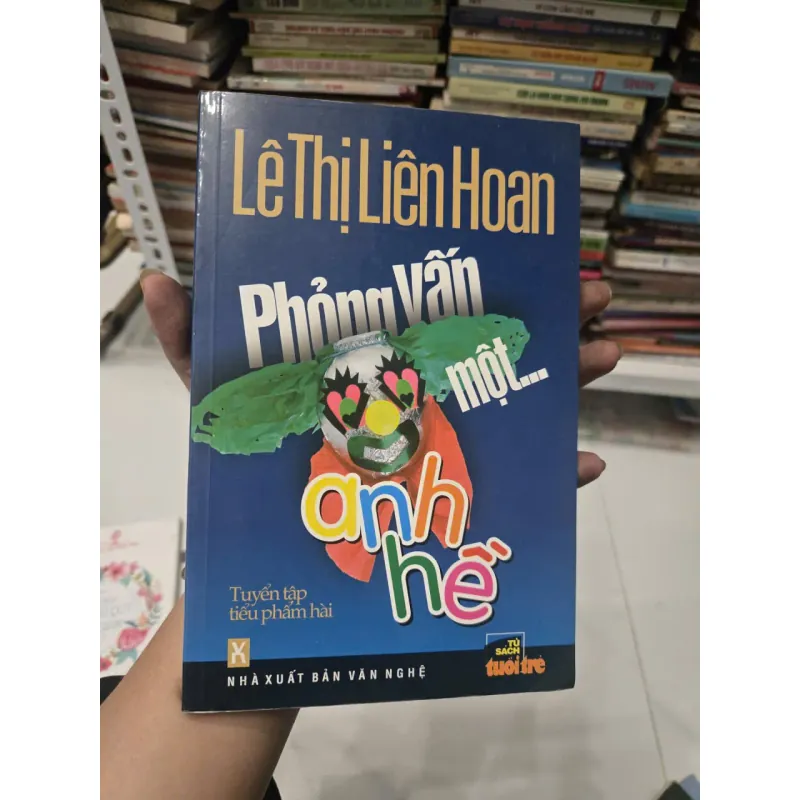 Lê Thị Liên Hoan
Phỏng vấn
một...
anh
hề
Tuyển tập
tiểu phẩm hài
NHÀ XUẤT BẢN VĂN NGHỆ
TỦ
SÁCH
tuổi trẻ